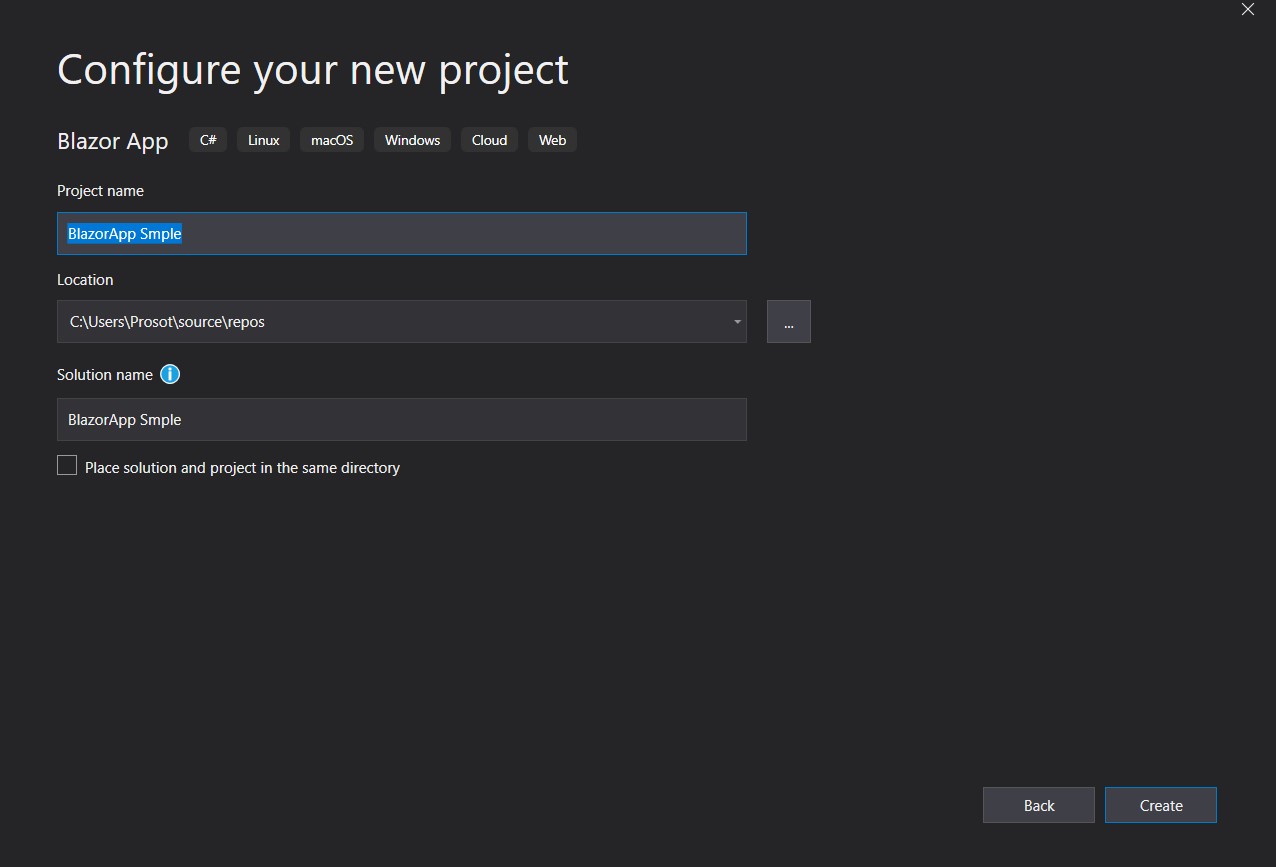 Configure your new project
Blazor App C# Linux macOS Windows Cloud Web
Project name
BlazorApp Smple
Location
C:\Users\Prosot\source\repos
...
Solution name
BlazorApp Smple
Place solution and project in the same directory
Back Create